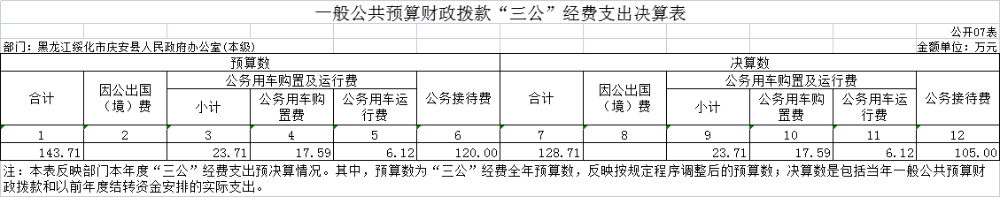 一般公共预算财政拨款“三公”经费支出决算表
公开07表
部门：黑龙江绥化市庆安县人民政府办公室(本级) 金额单位：万元
预算数 决算数
合计 因公出国（境）费 公务用车购置及运行费 公务接待费 合计 因公出国（境）费 公务用车购置及运行费 公务接待费
小计 公务用车购置费 公务用车运行费 小计 公务用车购置费 公务用车运行费
1 2 3 4 5 6 7 8 9 10 11 12
143.71 23.71 17.59 6.12 120.00 128.71 23.71 17.59 6.12 105.00
注：本表反映部门本年度“三公”经费支出预决算情况。其中，预算数为“三公”经费全年预算数，反映按规定程序调整后的预算数；决算数是包括当年一般公共预算财
政拨款和以前年度结转资金安排的实际支出。